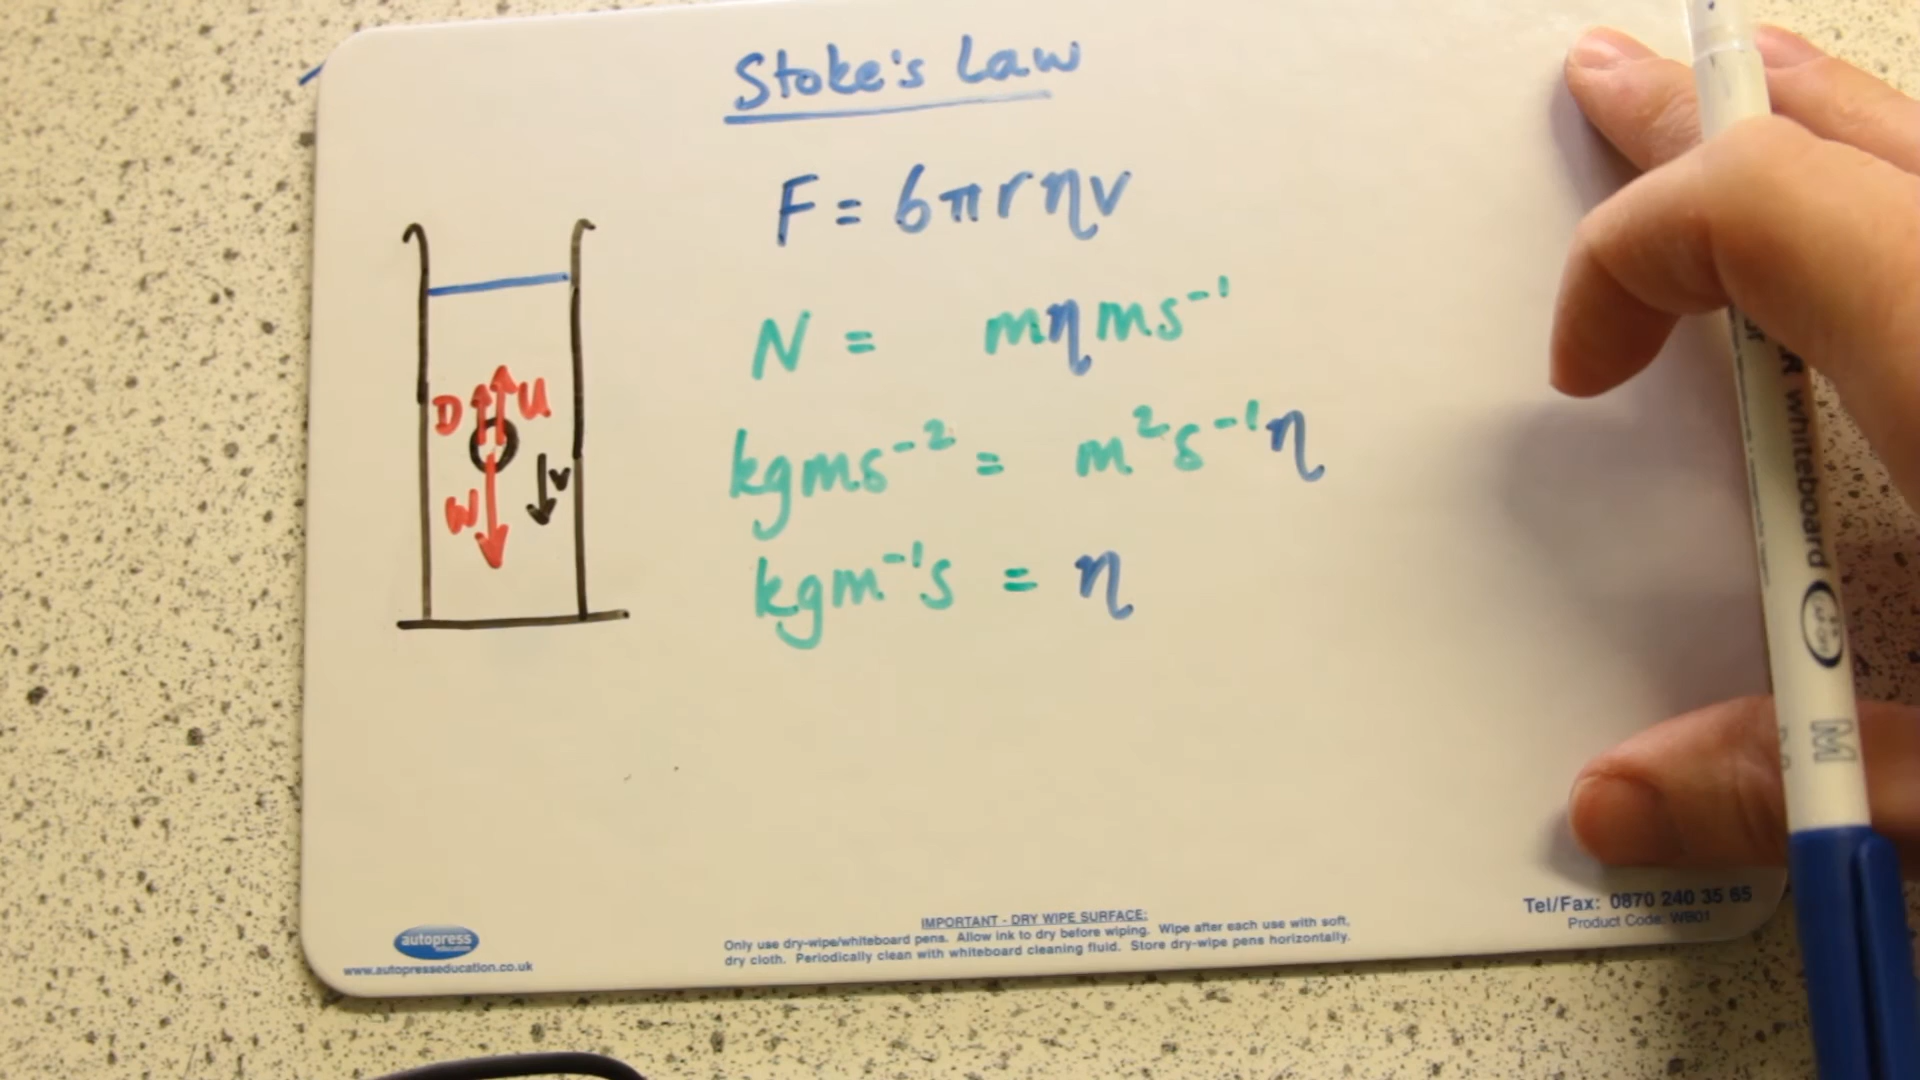 Stoke's Law
F = 6πrηv
N = mηms⁻¹
kgms⁻² = m²s⁻¹η
kgm⁻¹s = η
D U
W v
autopress
www.autopresseducation.co.uk
IMPORTANT - DRY WIPE SURFACE:
Only use dry-wipe/whiteboard pens. Allow ink to dry before wiping. Wipe after each use with soft,
dry cloth. Periodically clean with whiteboard cleaning fluid. Store dry-wipe pens horizontally.
Tel/Fax: 0870 240 35 65
Product Code: WB01
whiteboard
M